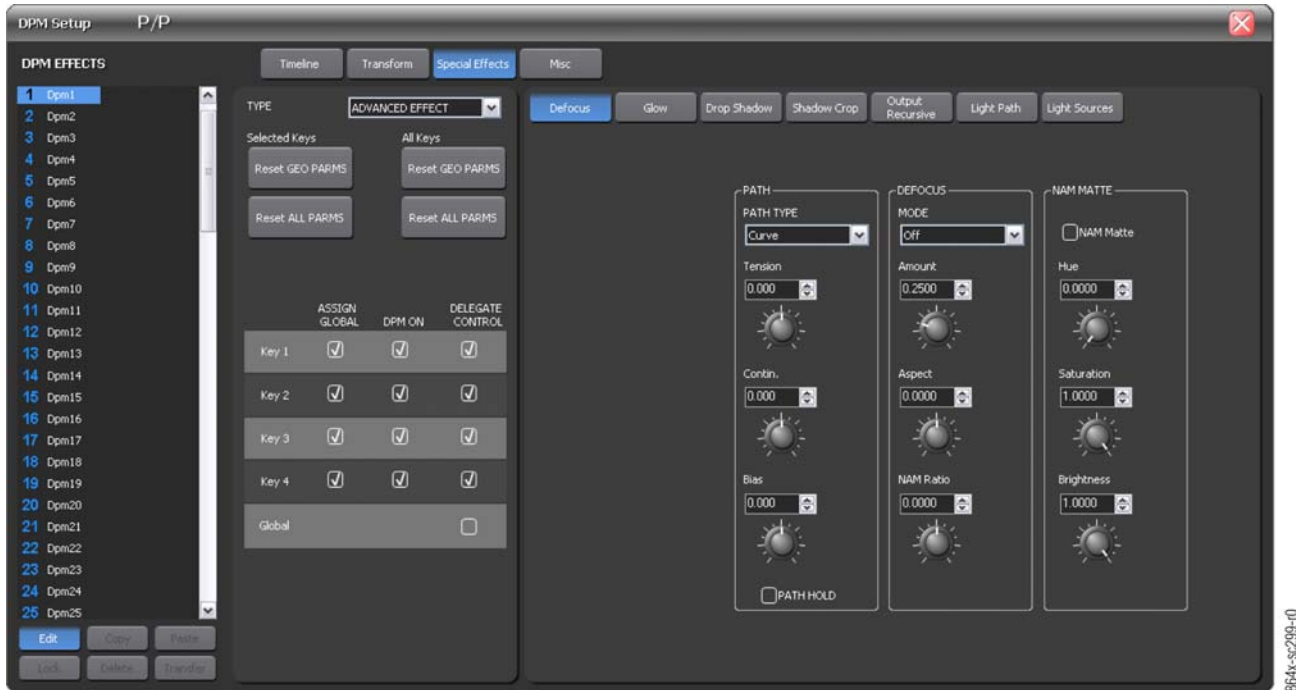 DPM Setup P/P
DPM EFFECTS
Timeline Transform Special Effects Misc
1 Dpm1
2 Dpm2
3 Dpm3
4 Dpm4
5 Dpm5
6 Dpm6
7 Dpm7
8 Dpm8
9 Dpm9
10 Dpm10
11 Dpm11
12 Dpm12
13 Dpm13
14 Dpm14
15 Dpm15
16 Dpm16
17 Dpm17
18 Dpm18
19 Dpm19
20 Dpm20
21 Dpm21
22 Dpm22
23 Dpm23
24 Dpm24
25 Dpm25
Edit Copy Paste
Lock Delete Transfer
TYPE ADVANCED EFFECT
Selected Keys All Keys
Reset GEO PARMS Reset GEO PARMS
Reset ALL PARMS Reset ALL PARMS
ASSIGN GLOBAL DPM ON DELEGATE CONTROL
Key 1
Key 2
Key 3
Key 4
Global
Defocus Glow Drop Shadow Shadow Crop Output Recursive Light Path Light Sources
PATH
PATH TYPE
Curve
Tension
0.000
Contin.
0.000
Bias
0.000
PATH HOLD
DEFOCUS
MODE
Off
Amount
0.2500
Aspect
0.0000
NAM Ratio
0.0000
NAM MATTE
NAM Matte
Hue
0.0000
Saturation
1.0000
Brightness
1.0000
864x-sc299-r0